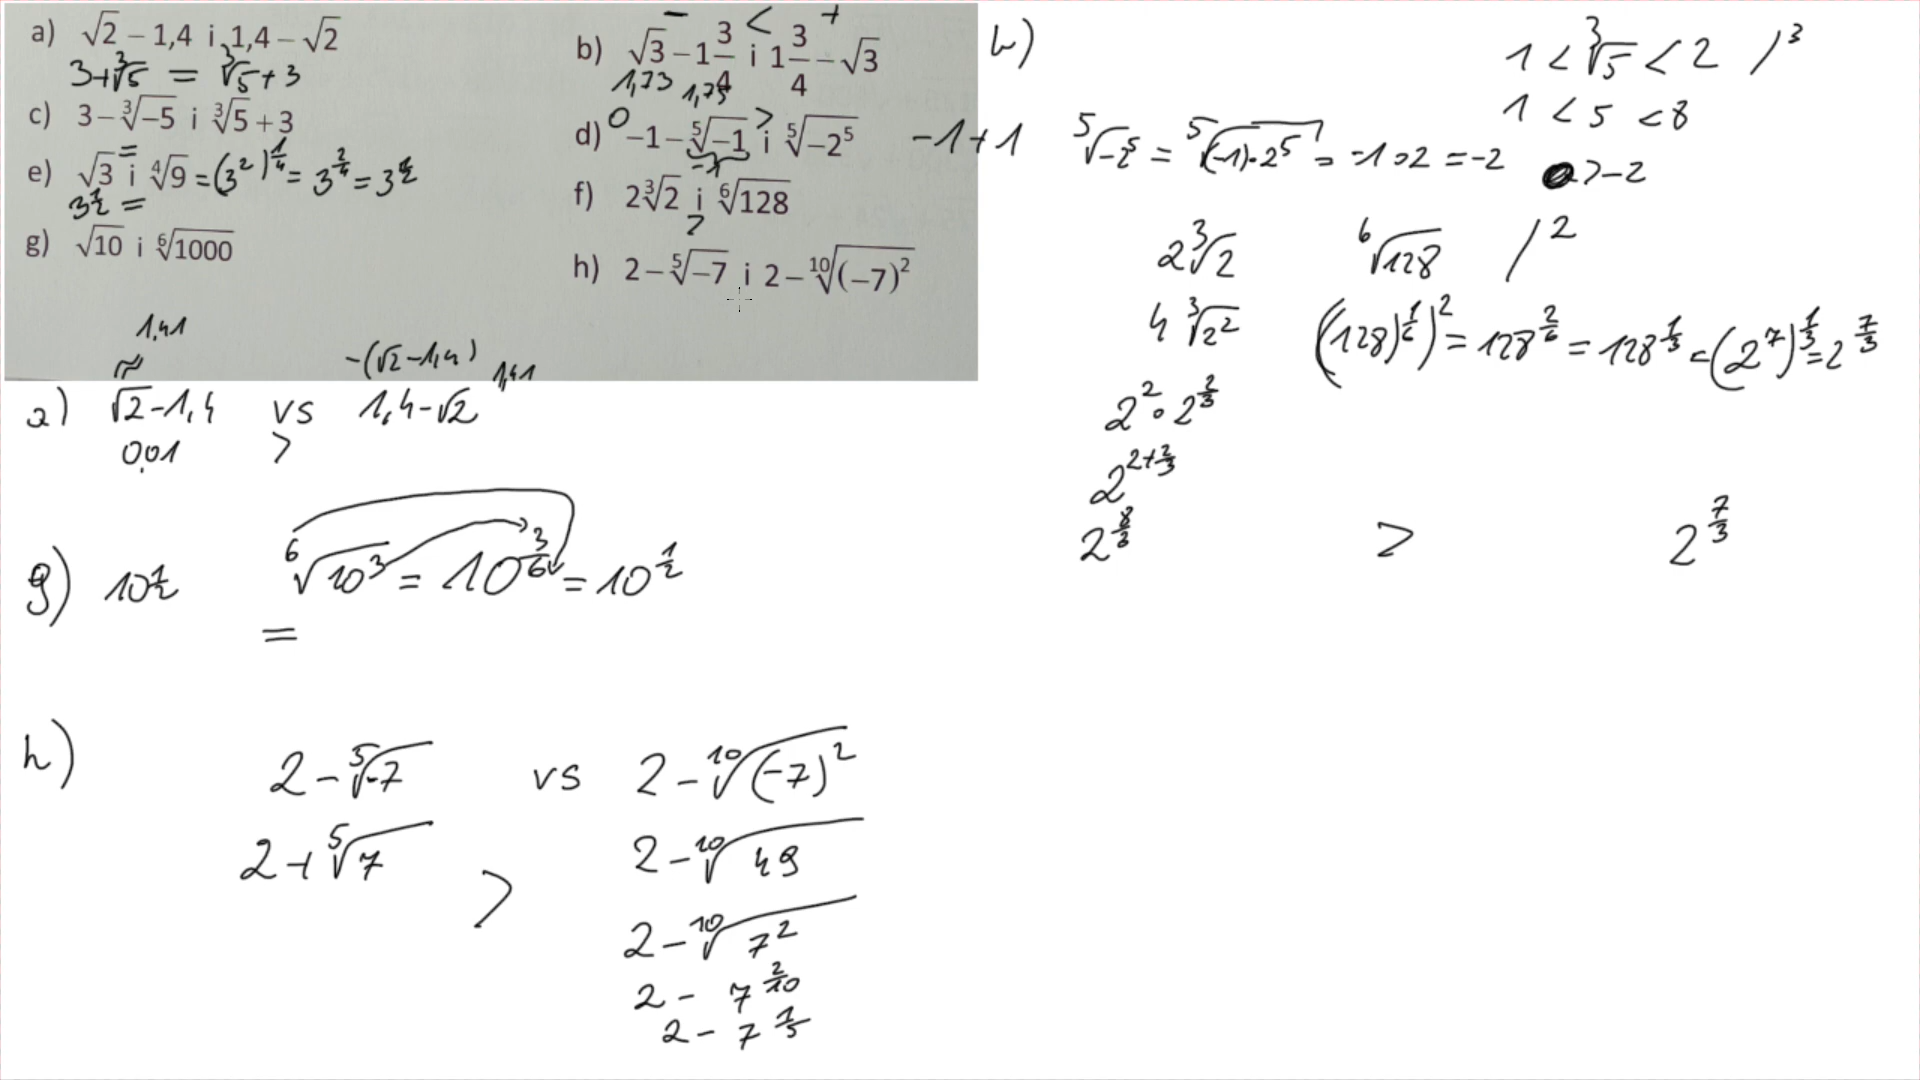 a) √2 − 1,4 i 1,4 − √2
3+∛5 = ∛5+3
c) 3 − ∛−5 i ∛5 + 3
=
e) √3 i ⁴√9 = (3²)^(1/4) = 3^(2/4) = 3^(1/2)
3^(1/2) =
g) √10 i ⁶√1000
− < +
b) √3 − 1 3/4 i 1 3/4 − √3
1,73 1,75
0 >
d) −1 − ⁵√−1 i ⁵√−2⁵ −1+1
−1
f) 2∛2 i ⁶√128
>
h) 2 − ⁵√−7 i 2 − ¹⁰√(−7)²
1,41
≈ −(√2−1,4) 1,41
a) √2−1,4 vs 1,4−√2
0,01 >
g) 10^(1/2) ⁶√10³ = 10^(3/6) = 10^(1/2)
=
h) 2−⁵√−7 vs 2−¹⁰√(−7)²
2+⁵√7 > 2−¹⁰√49
2−¹⁰√7²
2− 7^(2/10)
2− 7^(1/5)
b) 1 < ∛5 < 2 /³
1 < 5 < 8
⁵√−2⁵ = ⁵√(−1)·2⁵ = −1·2 = −2
>−2
2∛2 ⁶√128 /²
4∛2² ((128)^(1/6))² = 128^(2/6) = 128^(1/3) = (2⁷)^(1/3) = 2^(7/3)
2²·2^(2/3)
2^(2+2/3)
2^(8/3) > 2^(7/3)